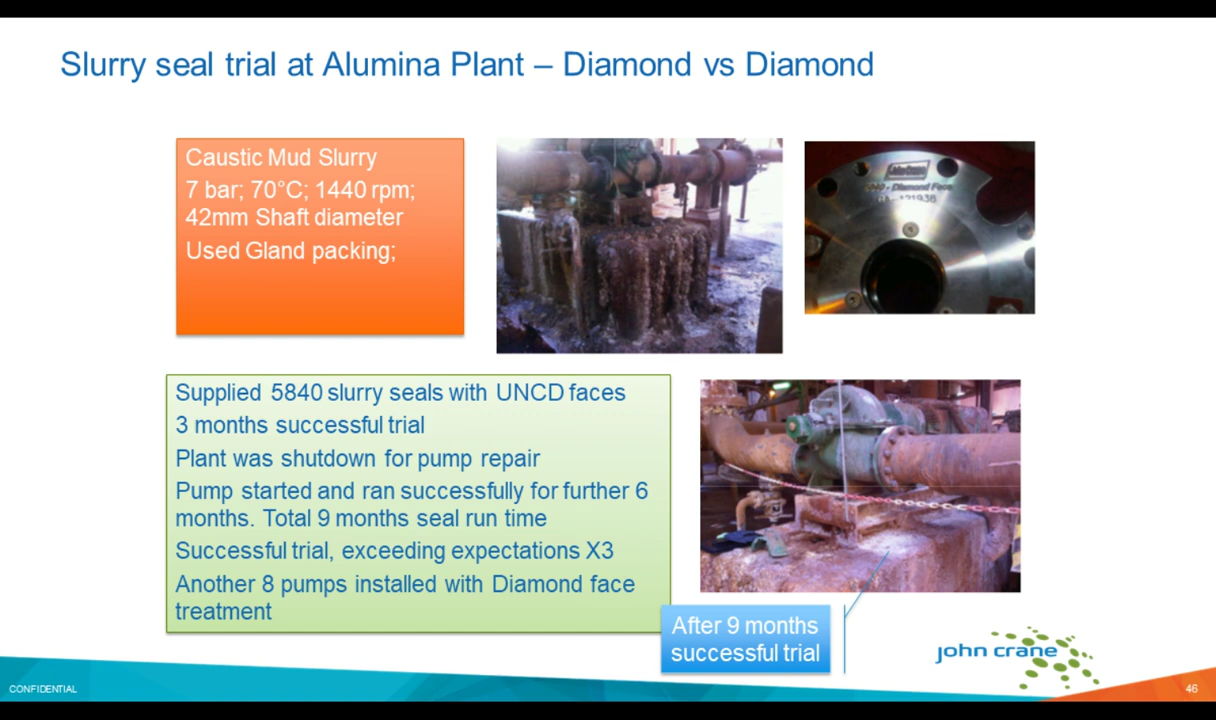 Slurry seal trial at Alumina Plant – Diamond vs Diamond
Caustic Mud Slurry
7 bar; 70°C; 1440 rpm;
42mm Shaft diameter
Used Gland packing;
5840 - Diamond Face
Supplied 5840 slurry seals with UNCD faces
3 months successful trial
Plant was shutdown for pump repair
Pump started and ran successfully for further 6
months. Total 9 months seal run time
Successful trial, exceeding expectations X3
Another 8 pumps installed with Diamond face
treatment
After 9 months
successful trial
john crane
CONFIDENTIAL
46